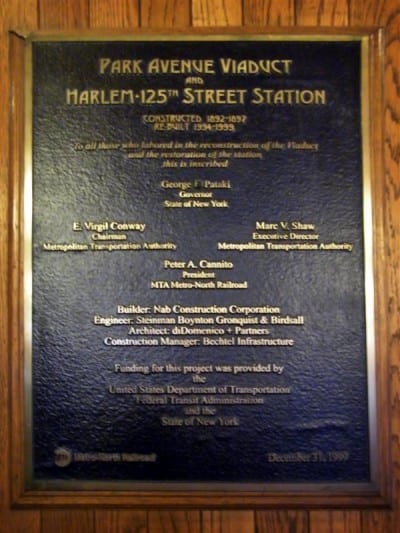 PARK AVENUE VIADUCT
AND
HARLEM·125TH STREET STATION
CONSTRUCTED 1892-1897
RE-BUILT 1994-1999
To all those who labored in the reconstruction of the Viaduct
and the restoration of the station,
this is inscribed
George E. Pataki
Governor
State of New York
E. Virgil Conway
Chairman
Metropolitan Transportation Authority
Marc V. Shaw
Executive Director
Metropolitan Transportation Authority
Peter A. Cannito
President
MTA Metro-North Railroad
Builder: Nab Construction Corporation
Engineer: Steinman Boynton Gronquist & Birdsall
Architect: diDomenico + Partners
Construction Manager: Bechtel Infrastructure
Funding for this project was provided by
the
United States Department of Transportation
Federal Transit Administration
and the
State of New York
Metro-North Railroad
December 31, 1999